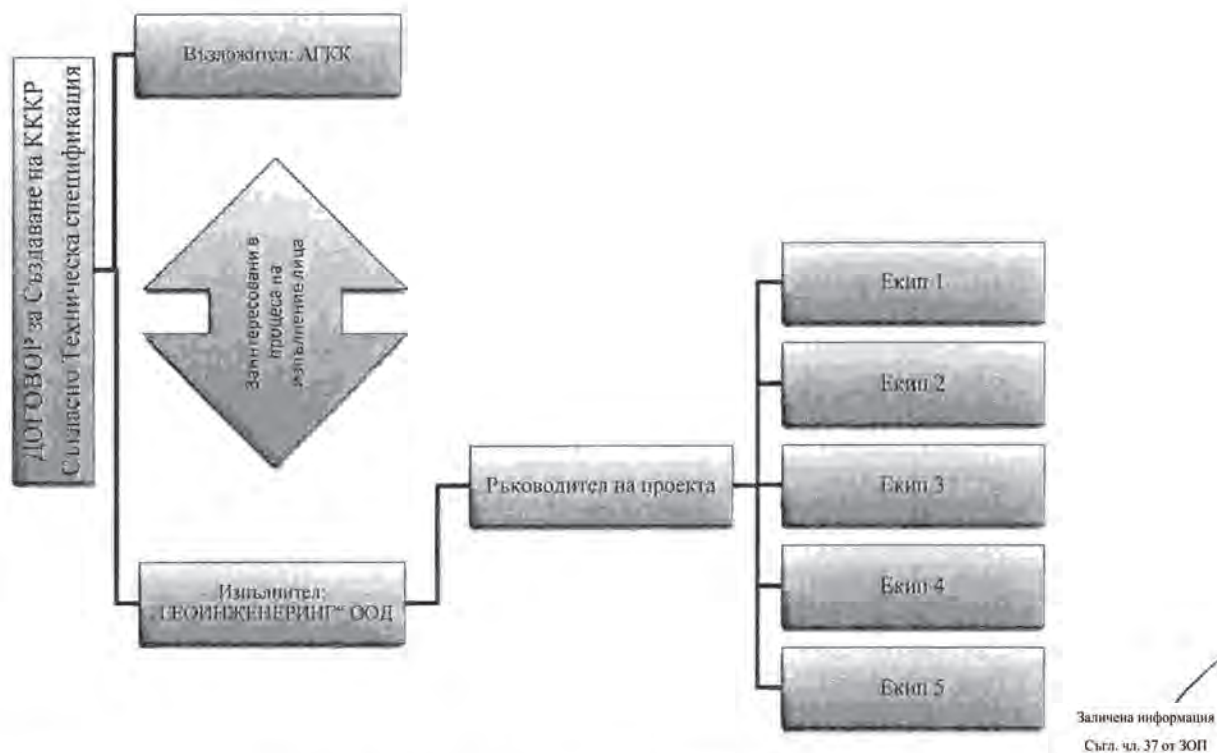 ДОГОВОР за Създаване на КККР
Съгласно Техническа спецификация
Възложител: АГКК
Заинтересовани в
процеса на
изпълнение лица
Изпълнител:
„ГЕОИНЖЕНЕРИНГ“ ООД
Ръководител на проекта
Екип 1
Екип 2
Екип 3
Екип 4
Екип 5
Заличена информация
Съгл. чл. 37 от ЗОП